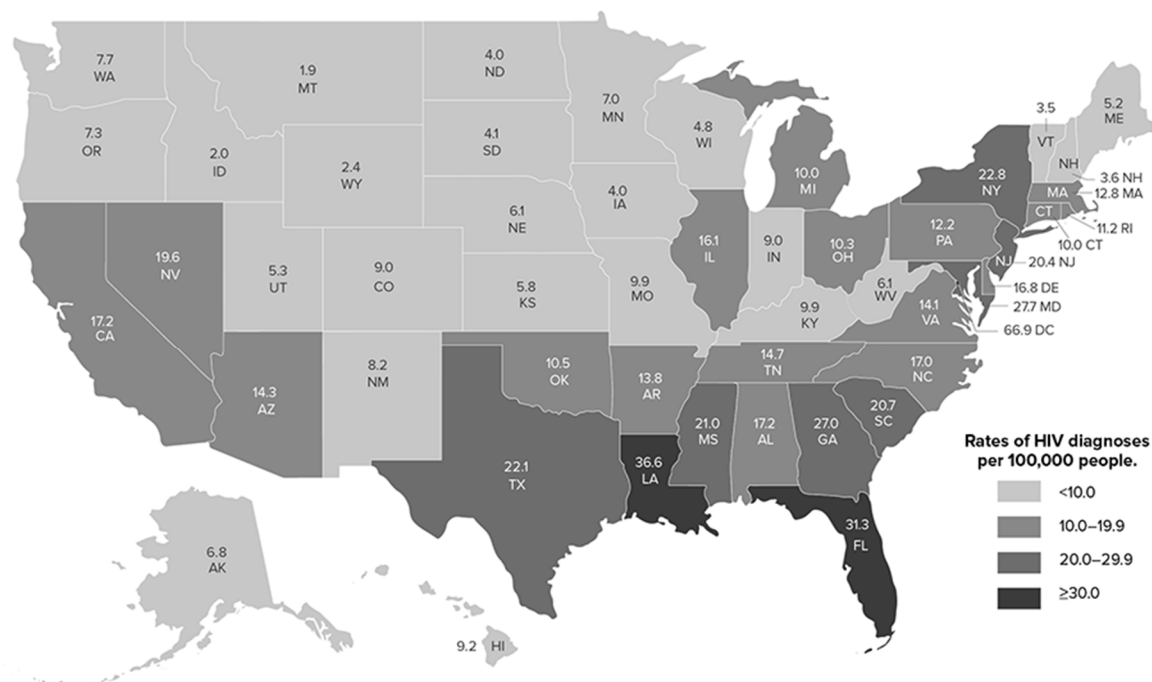 7.7
WA
1.9
MT
4.0
ND
7.0
MN
4.8
WI
10.0
MI
22.8
NY
3.5
VT
5.2
ME
NH
3.6 NH
MA
12.8 MA
CT
11.2 RI
10.0 CT
7.3
OR
2.0
ID
2.4
WY
4.1
SD
6.1
NE
4.0
IA
16.1
IL
9.0
IN
10.3
OH
12.2
PA
NJ
20.4 NJ
16.8 DE
27.7 MD
66.9 DC
6.1
WV
14.1
VA
19.6
NV
5.3
UT
9.0
CO
5.8
KS
9.9
MO
9.9
KY
17.2
CA
14.3
AZ
8.2
NM
10.5
OK
13.8
AR
14.7
TN
17.0
NC
20.7
SC
22.1
TX
36.6
LA
21.0
MS
17.2
AL
27.0
GA
31.3
FL
6.8
AK
9.2
HI
Rates of HIV diagnoses
per 100,000 people.
<10.0
10.0–19.9
20.0–29.9
≥30.0